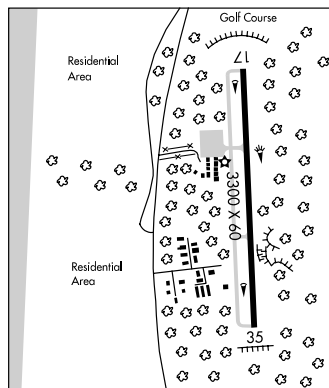 Golf Course
17
Residential
Area
3300 X 60
Residential
Area
35